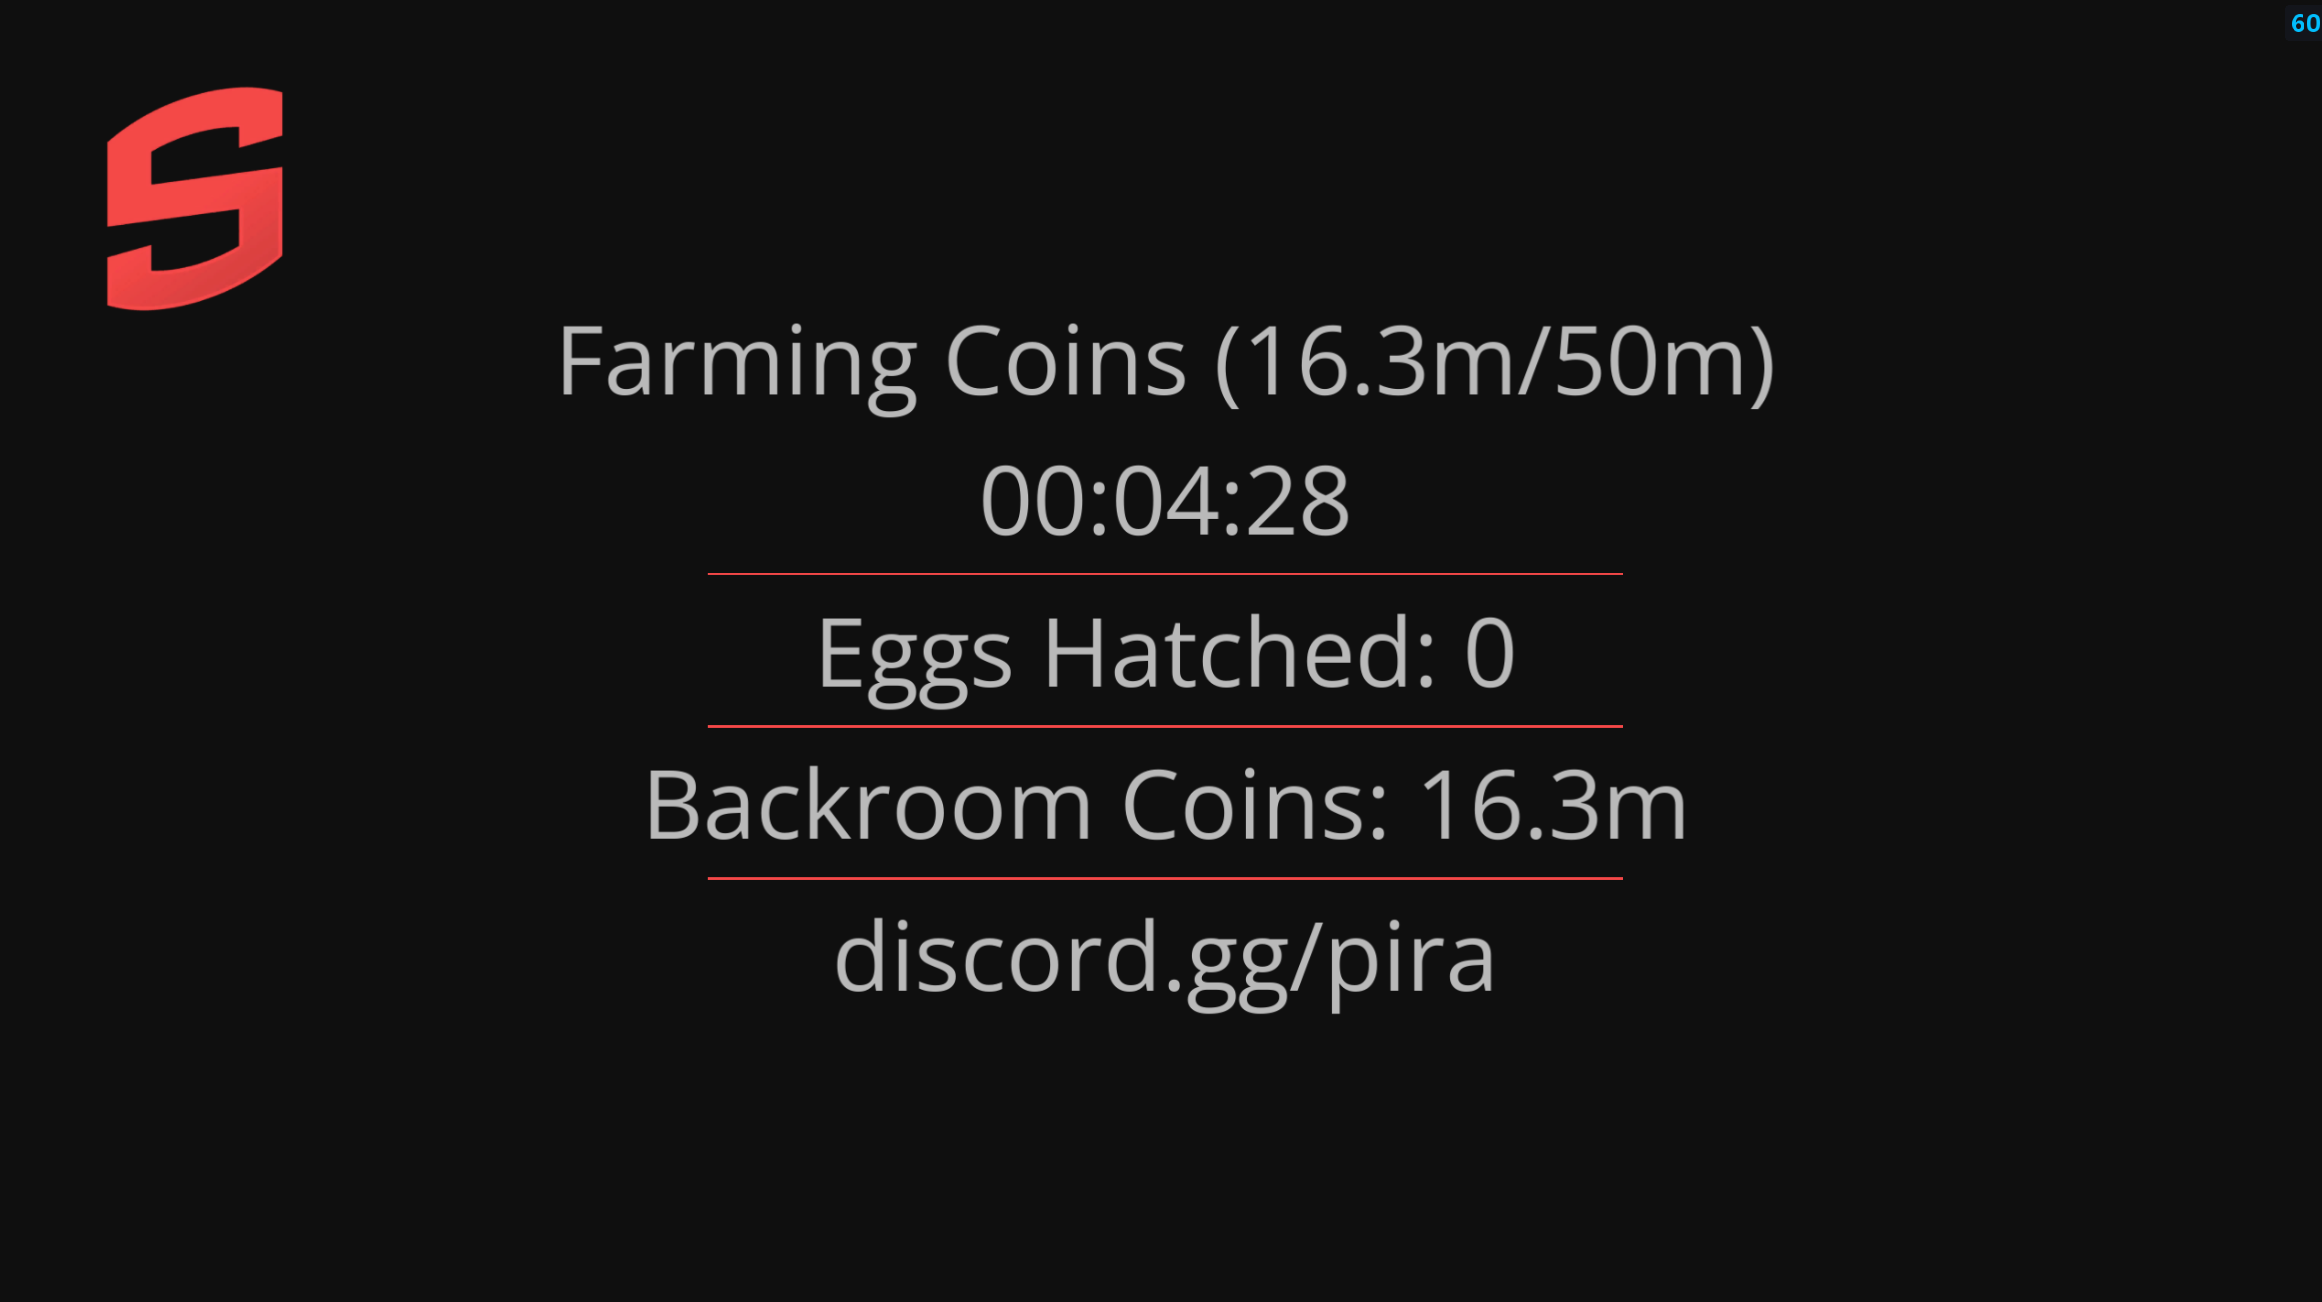 60
Farming Coins (16.3m/50m)
00:04:28
Eggs Hatched: 0
Backroom Coins: 16.3m
discord.gg/pira